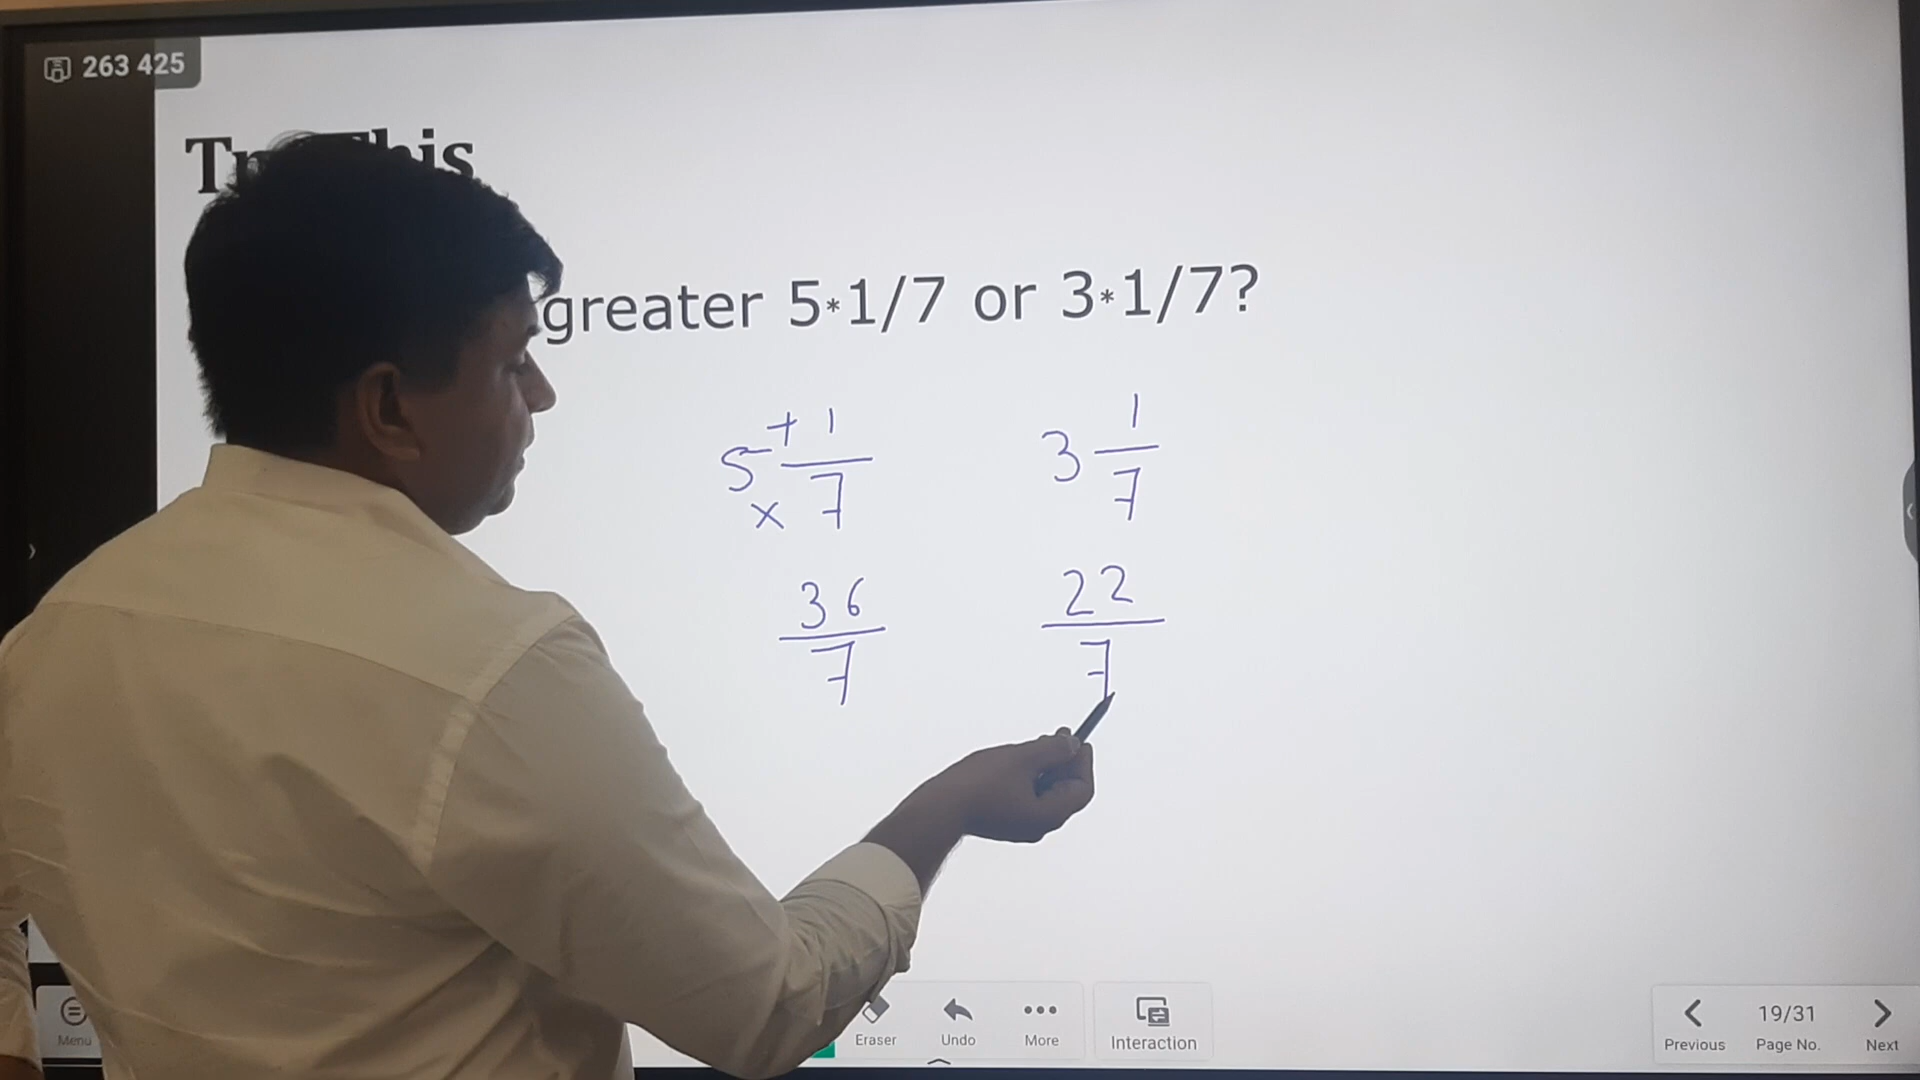 263 425
This
greater 5*1/7 or 3*1/7?
5 + 1 / 7 ×
3 1/7
36/7
22/7
Menu
Eraser
Undo
More
Interaction
Previous
19/31
Page No.
Next